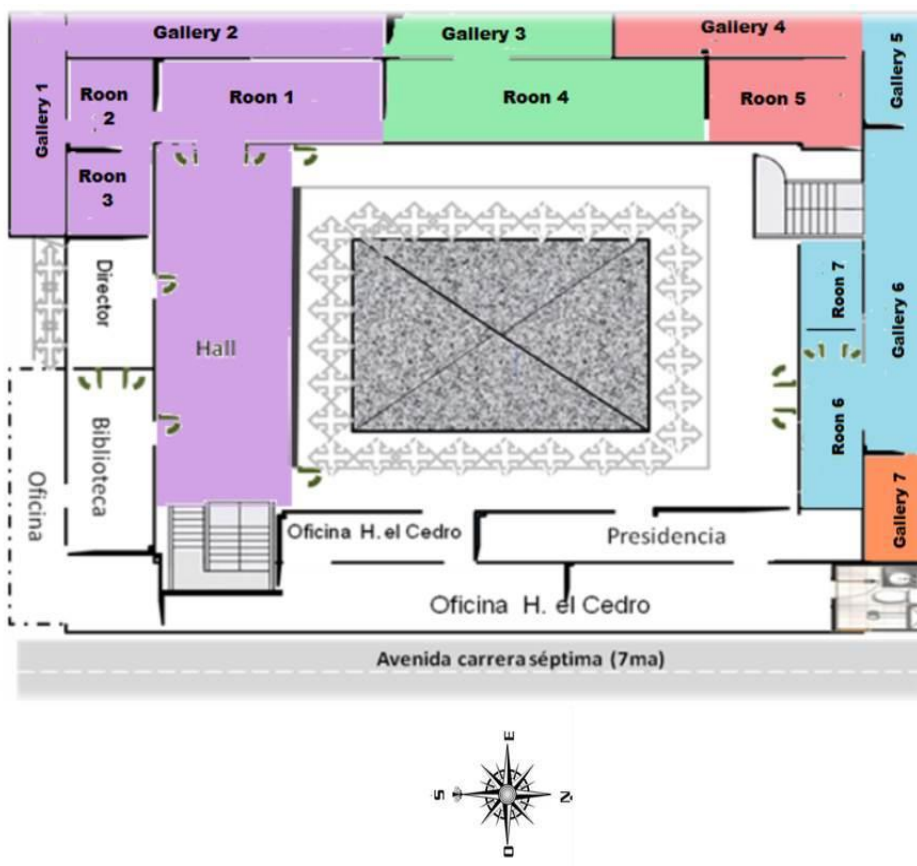 Gallery 1
Gallery 2
Gallery 3
Gallery 4
Gallery 5
Roon
2
Roon 1
Roon 4
Roon 5
Roon
3
Director
Hall
Roon 7
Gallery 6
Biblioteca
Roon 6
Oficina
Gallery 7
Oficina H. el Cedro
Presidencia
Oficina H. el Cedro
Avenida carrera séptima (7ma)
E
S
N
O